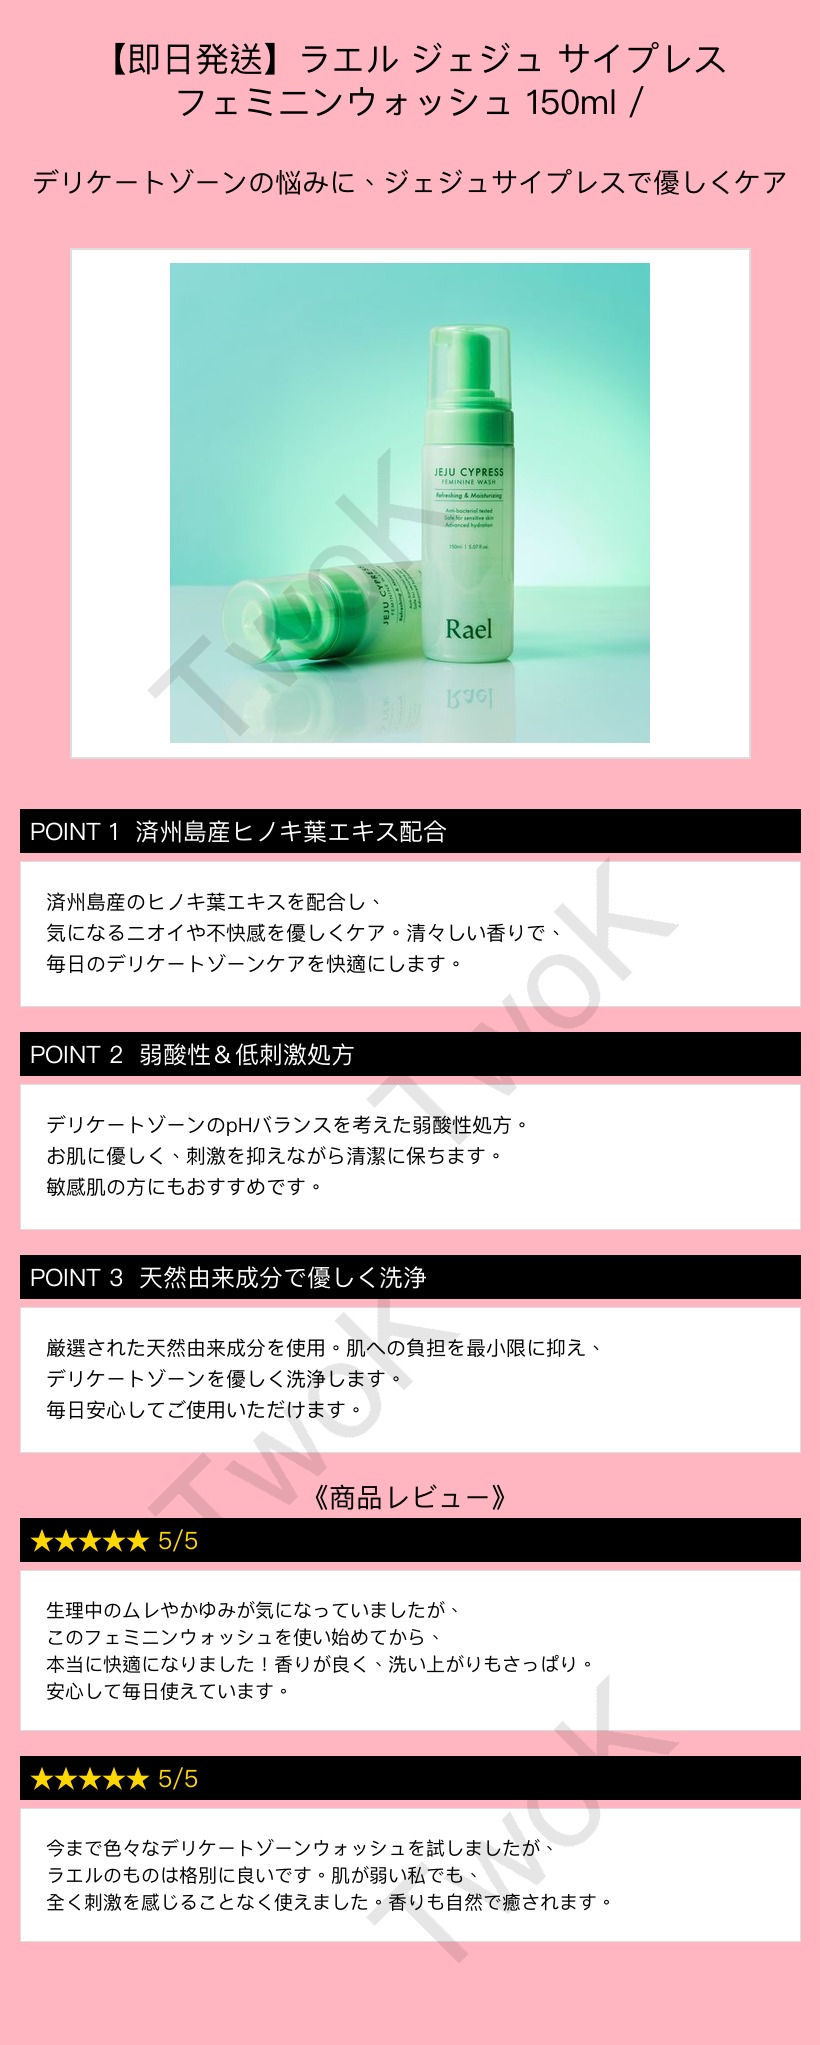 【即日発送】ラエル ジェジュ サイプレス
フェミニンウォッシュ 150ml /
デリケートゾーンの悩みに、ジェジュサイプレスで優しくケア
JEJU CYPRESS
FEMININE WASH
Refreshing & Moisturizing
Anti-bacterial tested
Safe for sensitive skin
Advanced hydration
150ml | 5.07 fl.oz
Rael
JEJU CYPRESS
TwoK
POINT 1 済州島産ヒノキ葉エキス配合
済州島産のヒノキ葉エキスを配合し、
気になるニオイや不快感を優しくケア。清々しい香りで、
毎日のデリケートゾーンケアを快適にします。
TwoK
POINT 2 弱酸性＆低刺激処方
デリケートゾーンのpHバランスを考えた弱酸性処方。
お肌に優しく、刺激を抑えながら清潔に保ちます。
敏感肌の方にもおすすめです。
POINT 3 天然由来成分で優しく洗浄
厳選された天然由来成分を使用。肌への負担を最小限に抑え、
デリケートゾーンを優しく洗浄します。
毎日安心してご使用いただけます。
TwoK
《商品レビュー》
★★★★★ 5/5
生理中のムレやかゆみが気になっていましたが、
このフェミニンウォッシュを使い始めてから、
本当に快適になりました！香りが良く、洗い上がりもさっぱり。
安心して毎日使えています。
★★★★★ 5/5
今まで色々なデリケートゾーンウォッシュを試しましたが、
ラエルのものは格別に良いです。肌が弱い私でも、
全く刺激を感じることなく使えました。香りも自然で癒されます。
TwoK